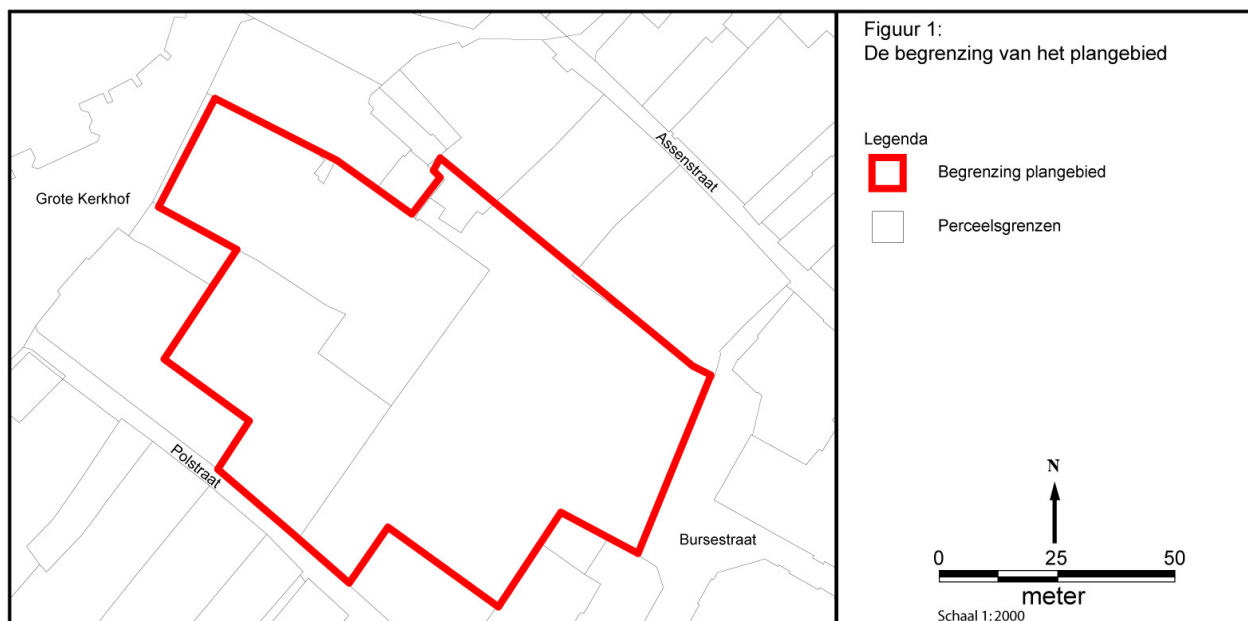 Figuur 1:
De begrenzing van het plangebied
Legenda
Begrenzing plangebied
Perceelsgrenzen
Assenstraat
Grote Kerkhof
Polstraat
Bursestraat
N
0 25 50
meter
Schaal 1:2000